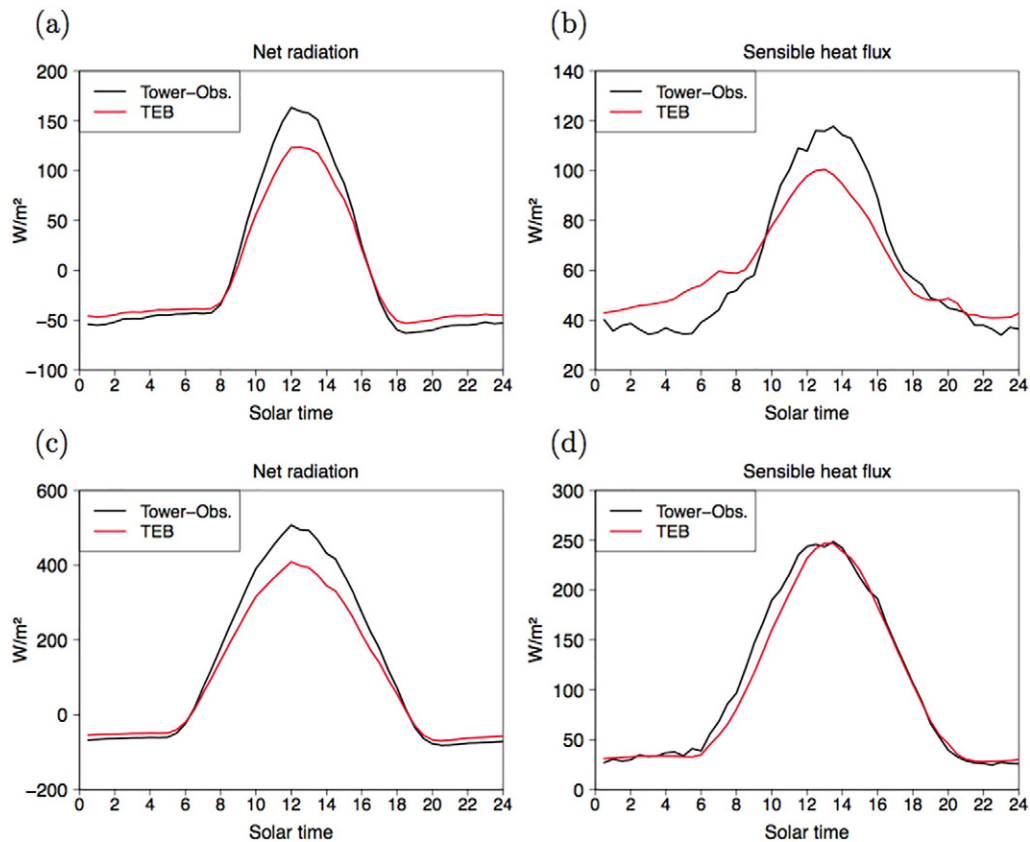 (a)
Net radiation
W/m²
200
150
100
50
0
−50
−100
Tower−Obs.
TEB
0 2 4 6 8 10 12 14 16 18 20 22 24
Solar time
(b)
Sensible heat flux
W/m²
140
120
100
80
60
40
20
Tower−Obs.
TEB
0 2 4 6 8 10 12 14 16 18 20 22 24
Solar time
(c)
Net radiation
W/m²
600
400
200
0
−200
Tower−Obs.
TEB
0 2 4 6 8 10 12 14 16 18 20 22 24
Solar time
(d)
Sensible heat flux
W/m²
300
250
200
150
100
50
0
Tower−Obs.
TEB
0 2 4 6 8 10 12 14 16 18 20 22 24
Solar time